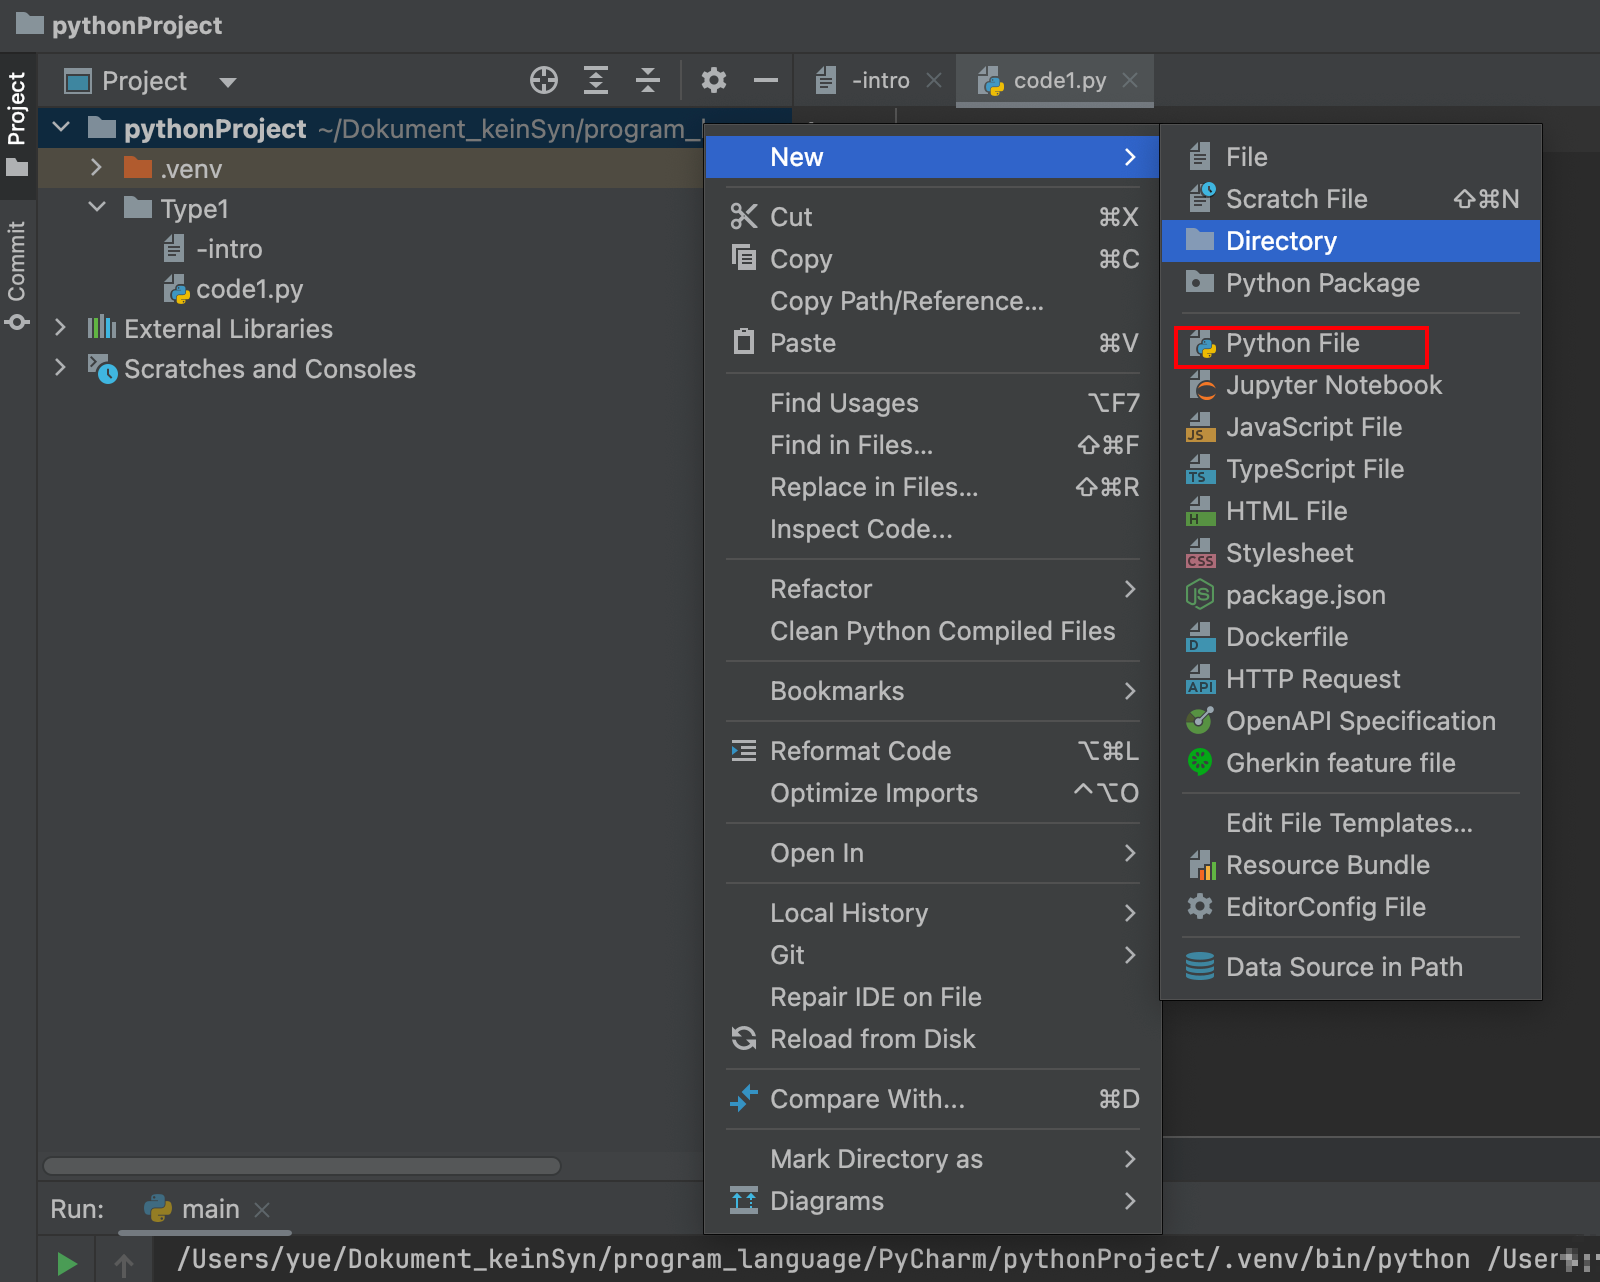 pythonProject
Project
-intro
code1.py
Project
Commit
pythonProject ~/Dokument_keinSyn/program_
.venv
Type1
-intro
code1.py
External Libraries
Scratches and Consoles
New
Cut ⌘X
Copy ⌘C
Copy Path/Reference...
Paste ⌘V
Find Usages ⌥F7
Find in Files... ⇧⌘F
Replace in Files... ⇧⌘R
Inspect Code...
Refactor
Clean Python Compiled Files
Bookmarks
Reformat Code ⌥⌘L
Optimize Imports ^⌥O
Open In
Local History
Git
Repair IDE on File
Reload from Disk
Compare With... ⌘D
Mark Directory as
Diagrams
File
Scratch File ⇧⌘N
Directory
Python Package
Python File
Jupyter Notebook
JS JavaScript File
TS TypeScript File
H HTML File
CSS Stylesheet
JS package.json
D Dockerfile
API HTTP Request
OpenAPI Specification
Gherkin feature file
Edit File Templates...
Resource Bundle
EditorConfig File
Data Source in Path
Run: main
/Users/yue/Dokument_keinSyn/program_language/PyCharm/pythonProject/.venv/bin/python /User